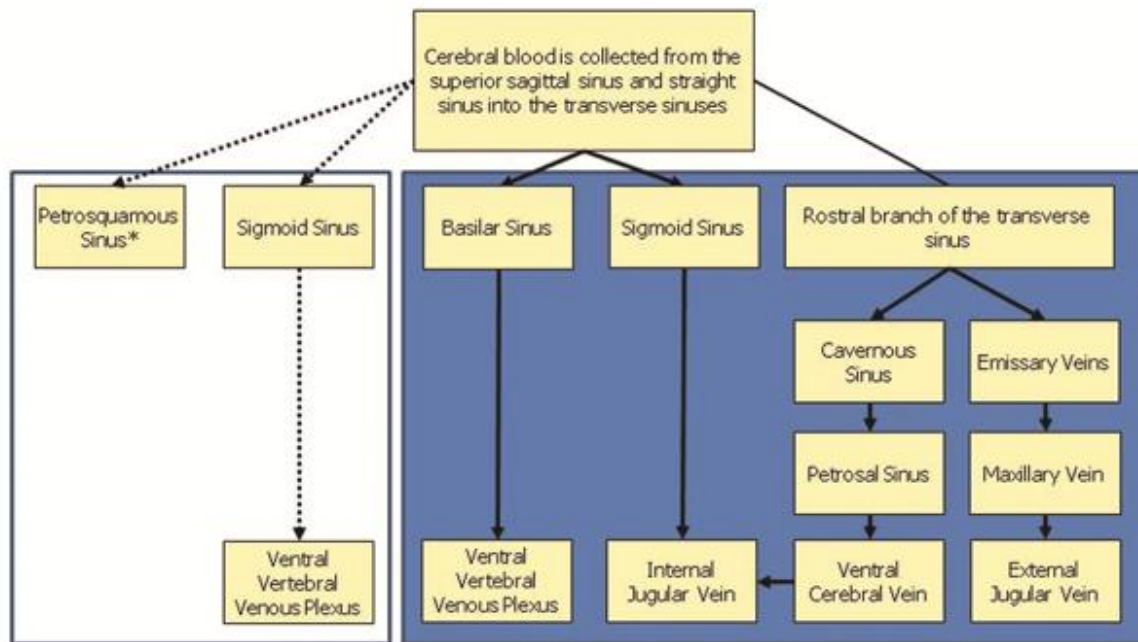 Cerebral blood is collected from the
superior sagittal sinus and straight
sinus into the transverse sinuses
Petrosquamous
Sinus*
Sigmoid Sinus
Basilar Sinus
Sigmoid Sinus
Rostral branch of the transverse
sinus
Cavernous
Sinus
Emissary Veins
Petrosal Sinus
Maxillary Vein
Ventral
Vertebral
Venous Plexus
Ventral
Vertebral
Venous Plexus
Internal
Jugular Vein
Ventral
Cerebral Vein
External
Jugular Vein